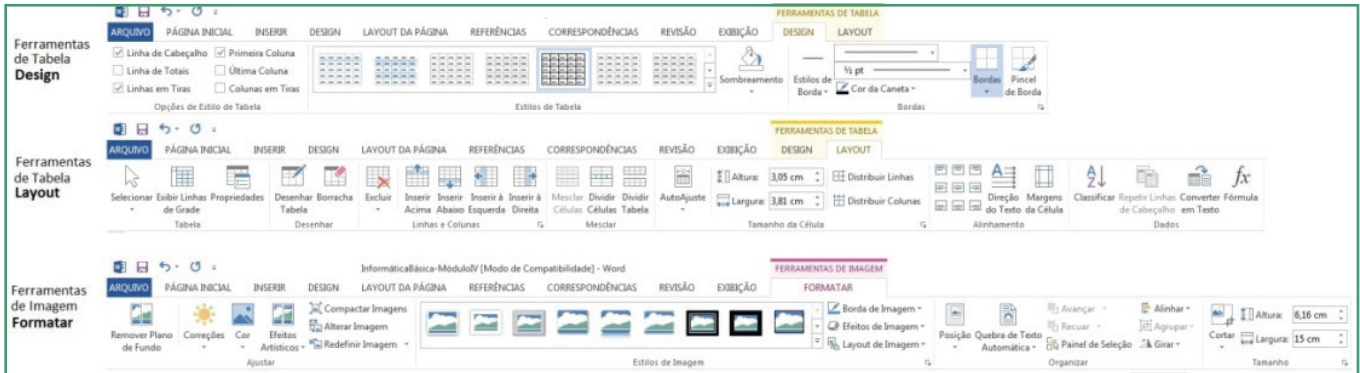 FERRAMENTAS DE TABELA
ARQUIVO PÁGINA INICIAL INSERIR DESIGN LAYOUT DA PÁGINA REFERÊNCIAS CORRESPONDÊNCIAS REVISÃO EXIBIÇÃO DESIGN LAYOUT
Ferramentas
de Tabela
Design
Linha de Cabeçalho Primeira Coluna
Linha de Totais Última Coluna
Linhas em Tiras Colunas em Tiras
Sombreamento
Estilos de
Borda
½ pt
Cor da Caneta
Bordas
Pincel
de Borda
Opções de Estilo de Tabela Estilos de Tabela Bordas
FERRAMENTAS DE TABELA
ARQUIVO PÁGINA INICIAL INSERIR DESIGN LAYOUT DA PÁGINA REFERÊNCIAS CORRESPONDÊNCIAS REVISÃO EXIBIÇÃO DESIGN LAYOUT
Ferramentas
de Tabela
Layout
Selecionar
Exibir Linhas
de Grade
Propriedades
Desenhar
Tabela
Borracha
Excluir
Inserir
Acima
Inserir
Abaixo
Inserir à
Esquerda
Inserir à
Direita
Mesclar
Células
Dividir
Células
Dividir
Tabela
AutoAjuste
Altura: 3,05 cm
Largura: 3,81 cm
Distribuir Linhas
Distribuir Colunas
Direção
do Texto
Margens
da Célula
Classificar
Repetir Linhas
de Cabeçalho
Converter
em Texto
fx
Fórmula
Tabela Desenhar Linhas e Colunas Mesclar Tamanho da Célula Alinhamento Dados
InformáticaBásica-MóduloIV [Modo de Compatibilidade] - Word
FERRAMENTAS DE IMAGEM
ARQUIVO PÁGINA INICIAL INSERIR DESIGN LAYOUT DA PÁGINA REFERÊNCIAS CORRESPONDÊNCIAS REVISÃO EXIBIÇÃO FORMATAR
Ferramentas
de Imagem
Formatar
Remover Plano
de Fundo
Correções
Cor
Efeitos
Artísticos
Compactar Imagens
Alterar Imagem
Redefinir Imagem
Borda de Imagem
Efeitos de Imagem
Layout de Imagem
Posição
Quebra de Texto
Automática
Avançar
Recuar
Painel de Seleção
Alinhar
Agrupar
Girar
Cortar
Altura: 6,16 cm
Largura: 15 cm
Ajustar Estilos de Imagem Organizar Tamanho